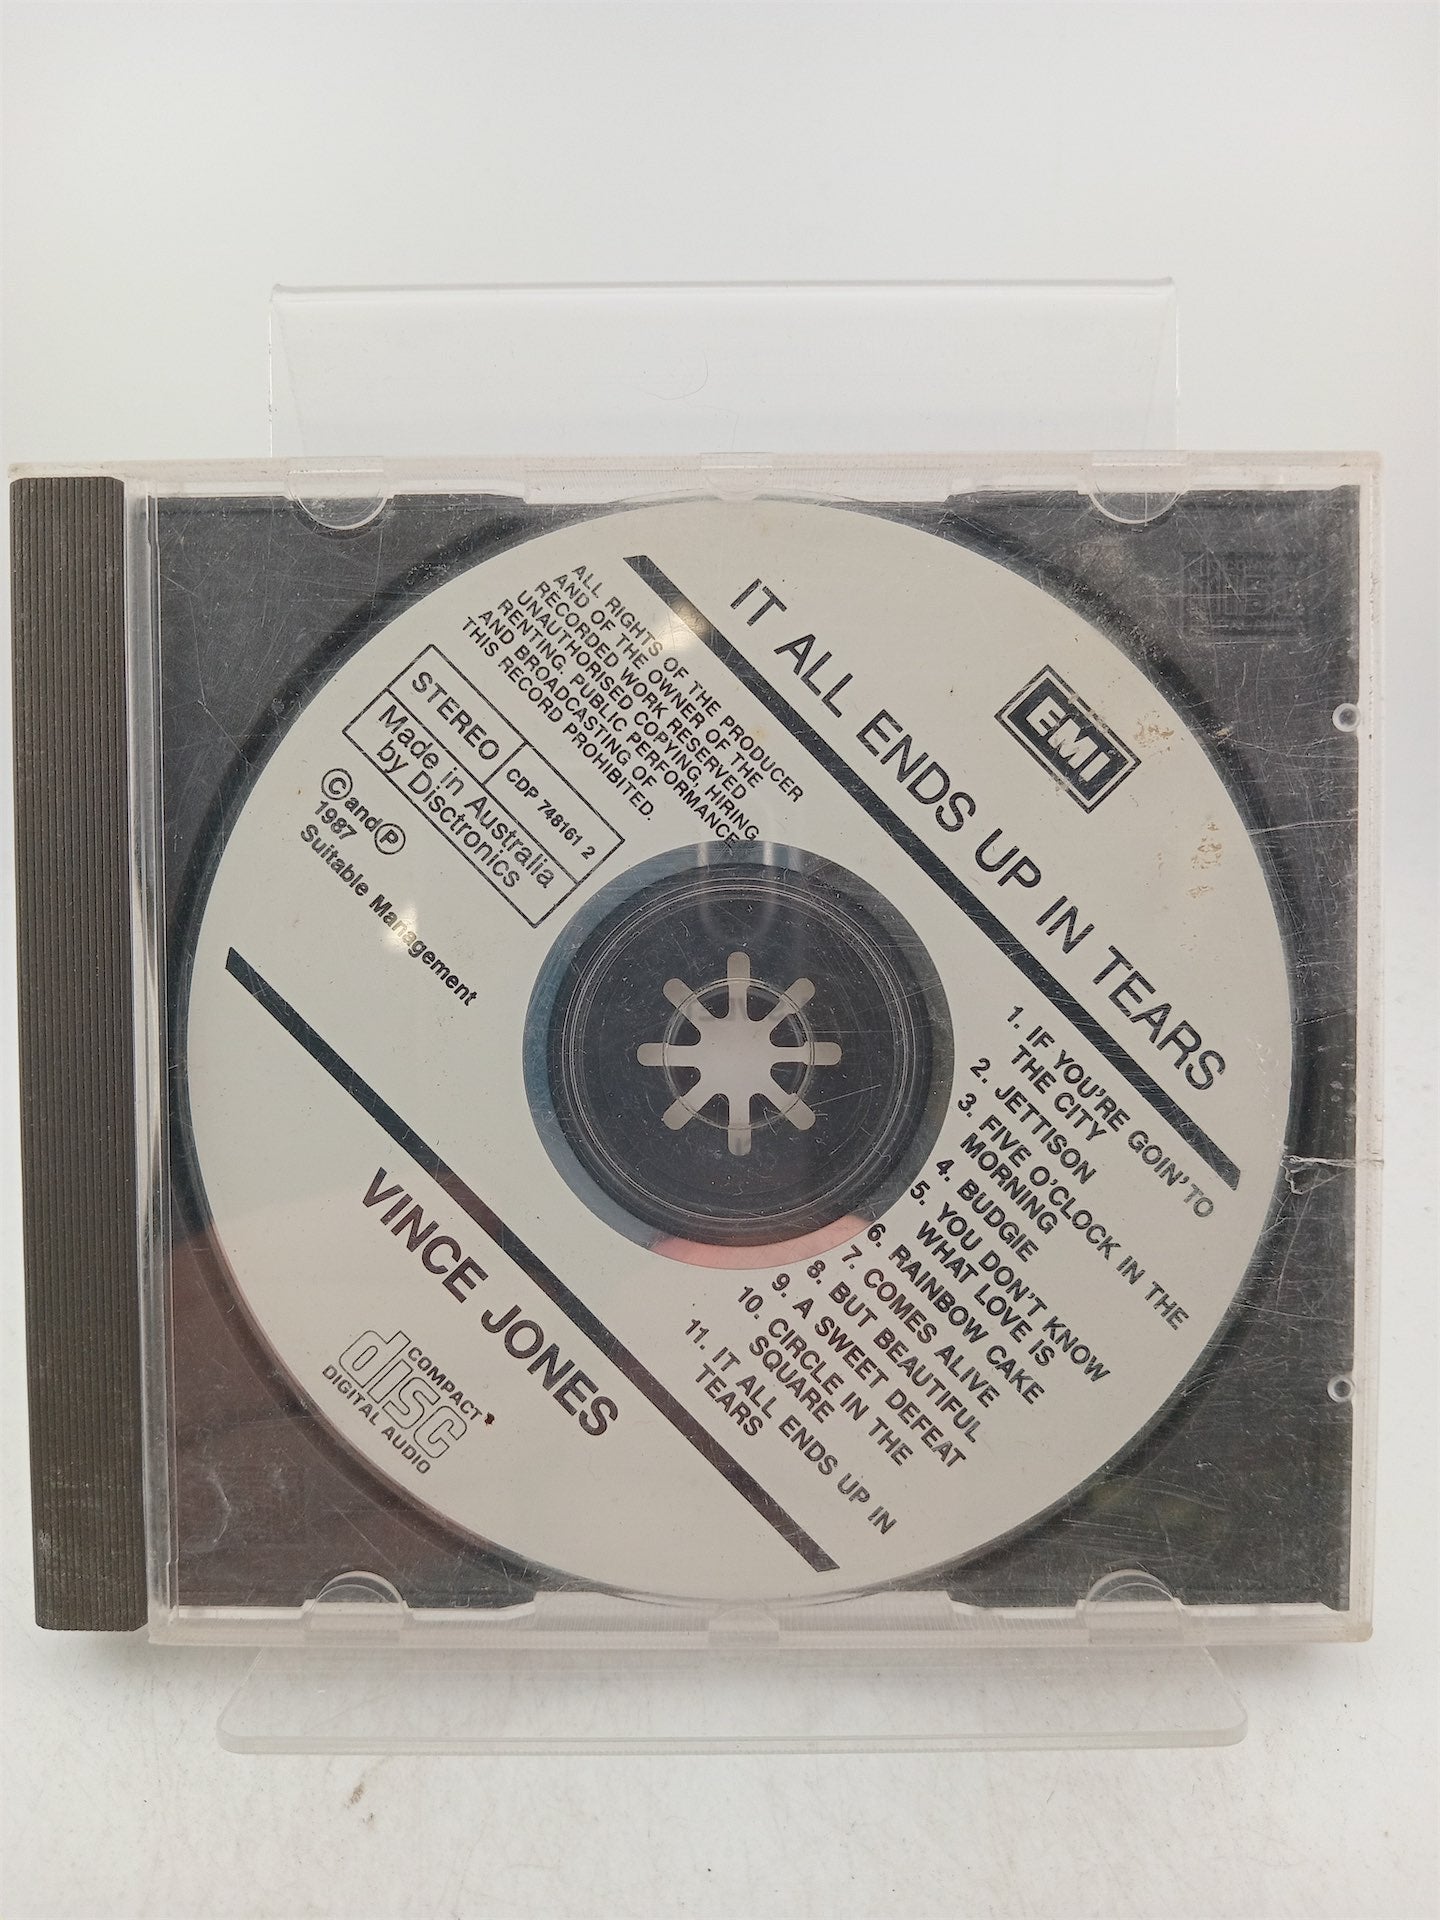 IT ALL ENDS UP IN TEARS
EMI
ALL RIGHTS OF THE PRODUCER
AND OF THE OWNER OF THE
RECORDED WORK RESERVED
UNAUTHORISED COPYING, HIRING
RENTING. PUBLIC PERFORMANCE
AND BROADCASTING OF
THIS RECORD PROHIBITED.
STEREO
CDP 748161 2
Made in Australia
by Disctronics
©and℗
1987
Suitable Management
1. IF YOU'RE GOIN' TO
THE CITY
2. JETTISON
3. FIVE O'CLOCK IN THE
MORNING
4. BUDGIE
5. YOU DON'T KNOW
WHAT LOVE IS
6. RAINBOW CAKE
7. COMES ALIVE
8. BUT BEAUTIFUL
9. A SWEET DEFEAT
10. CIRCLE IN THE
SQUARE
11. IT ALL ENDS UP IN
TEARS
VINCE JONES
COMPACT
disc
DIGITAL AUDIO